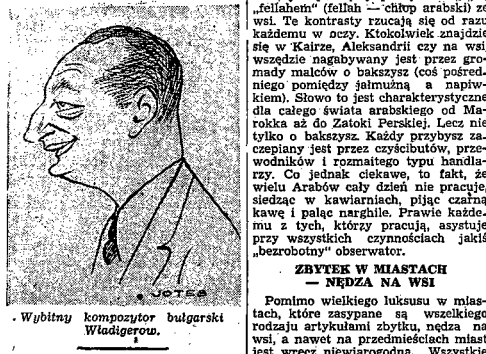 JOTES
. Wybitny kompozytor bułgarski
Władigerow.
„fellahem" (fellah — chłop arabski) ze
wsi. Te kontrasty rzucają się od razu
każdemu w oczy. Ktokolwiek znajdzie
się w Kairze, Aleksandrii czy na wsi,
wszędzie nagabywany jest przez gro-
mady malców o bakszysz (coś pośred-
niego pomiędzy jałmużną a napiw-
kiem). Słowo to jest charakterystyczne
dla całego świata arabskiego od Ma-
rokka aż do Zatoki Perskiej. Lecz nie
tylko o bakszysz. Każdy przybysz za-
czepiany jest przez czyścibutów, prze-
wodników i rozmaitego typu handla-
rzy. Co jednak ciekawe, to fakt, że
wielu Arabów cały dzień nie pracuje,
siedząc w kawiarniach, pijąc czarną
kawę i paląc narghile. Prawie każde-
mu z tych, którzy pracują, asystuje
przy wszystkich czynnościach jakiś
„bezrobotny" obserwator.
ZBYTEK W MIASTACH
— NĘDZA NA WSI
Pomimo wielkiego luksusu w mias-
tach, które zasypane są wszelkiego
rodzaju artykułami zbytku, nędza na
wsi, a nawet na przedmieściach miast
jest wręcz niewiarogodna. Wszystkie